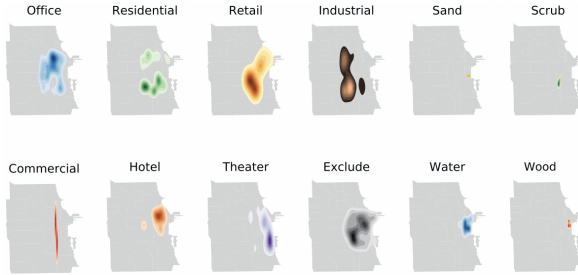 Office Residential Retail Industrial Sand Scrub
Commercial Hotel Theater Exclude Water Wood